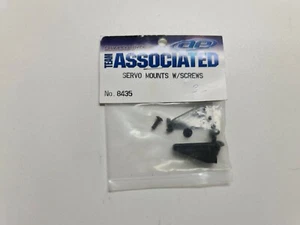 TEAM
ASSOCIATED
SERVO MOUNTS W/SCREWS
No. 8435